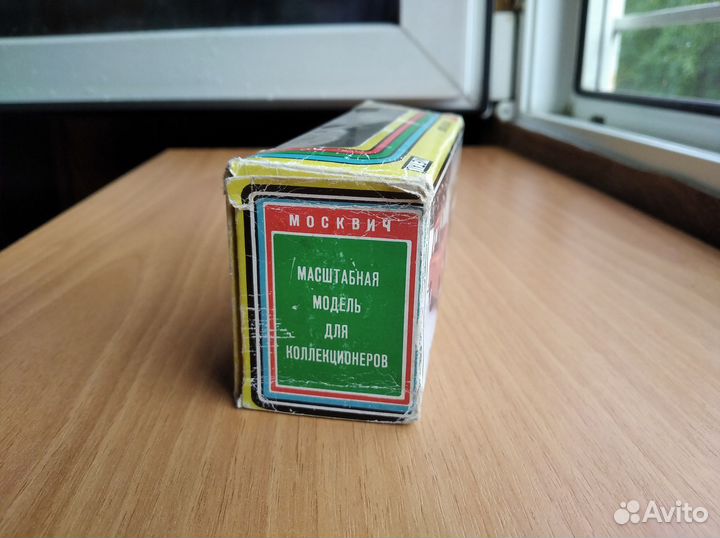 МОСКВИЧ
МАСШТАБНАЯ
МОДЕЛЬ
ДЛЯ
КОЛЛЕКЦИОНЕРОВ
Avito